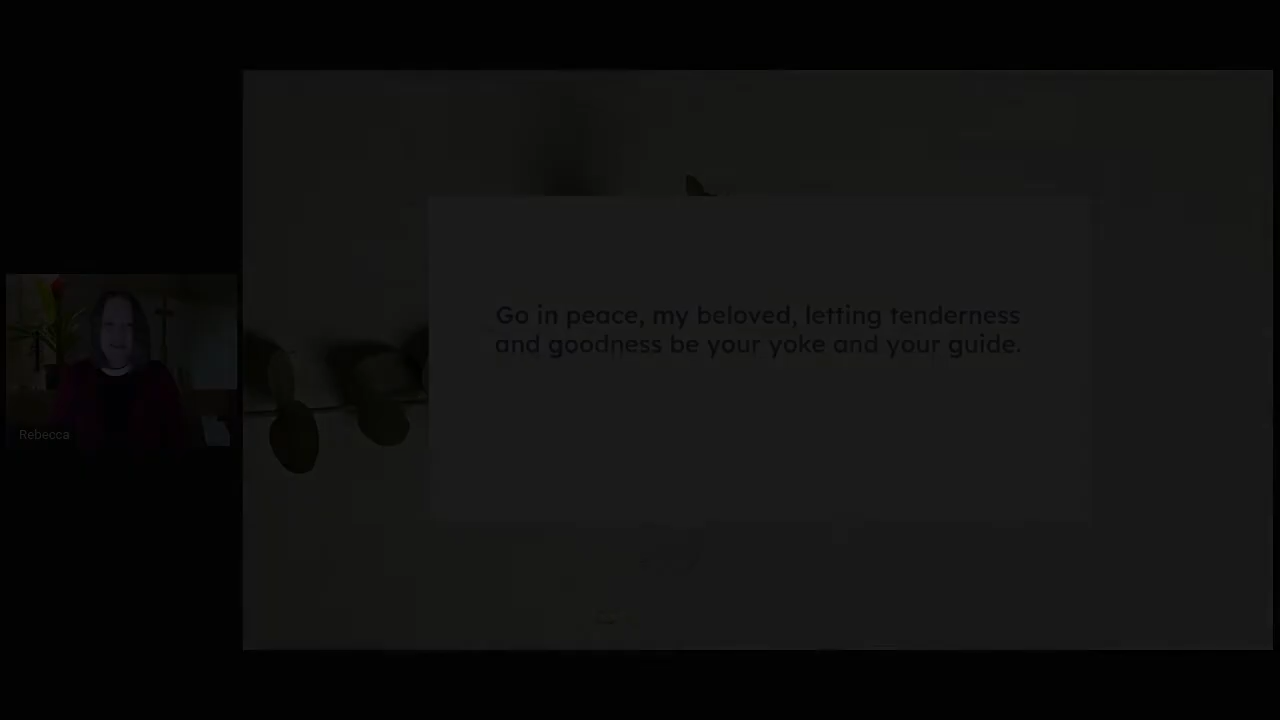 Go in peace, my beloved, letting tenderness
and goodness be your yoke and your guide.
Rebecca